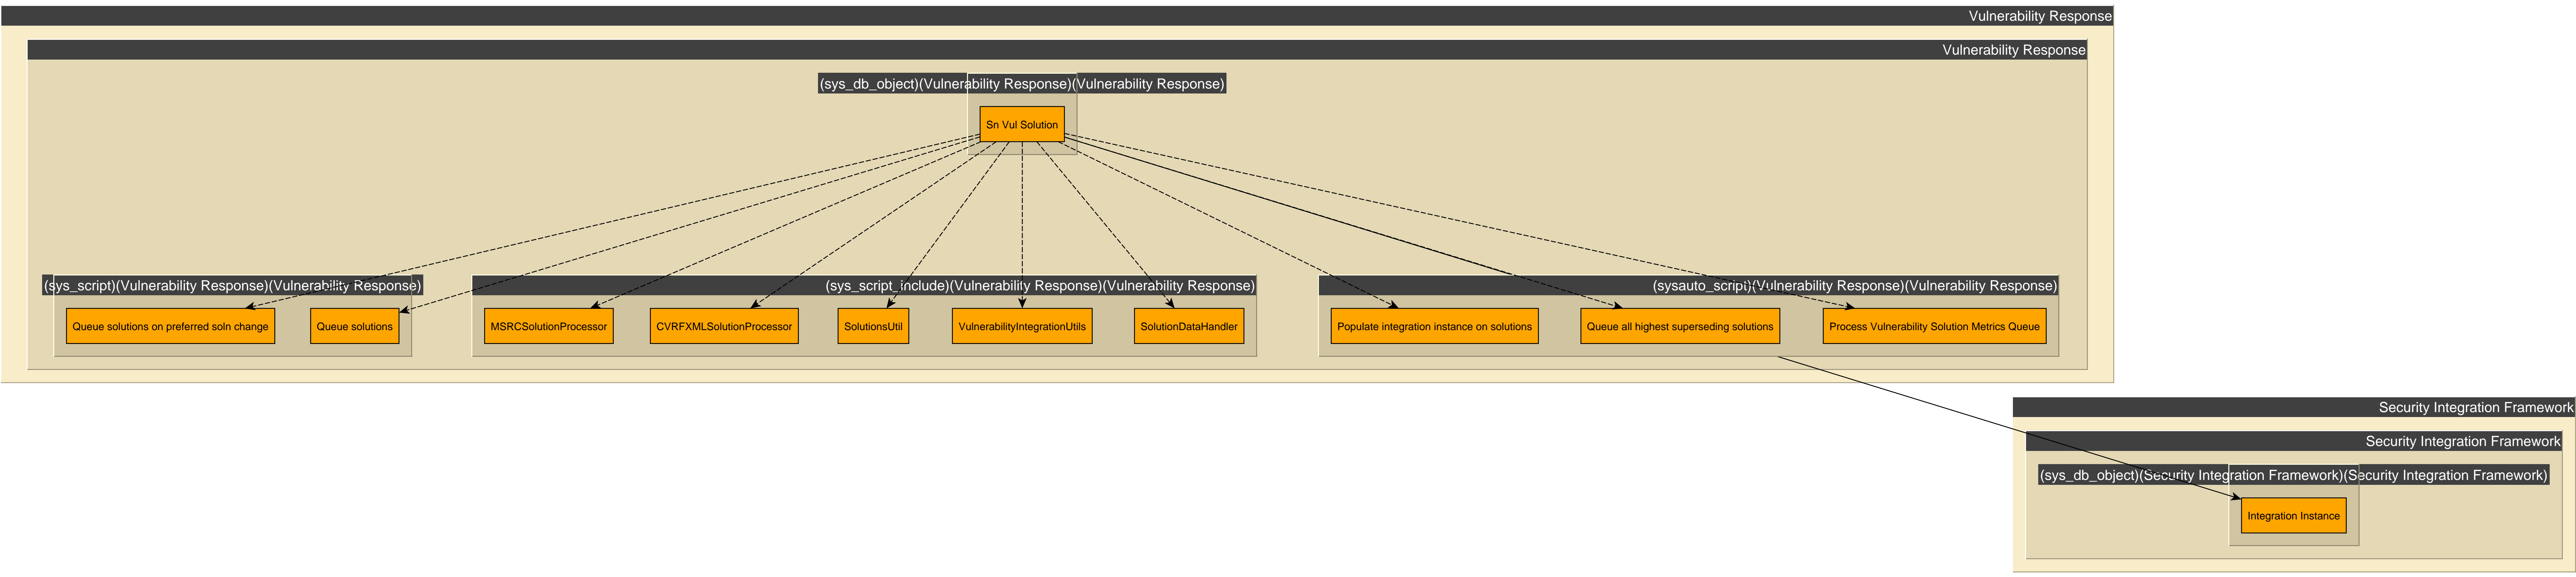 Vulnerability Response
Vulnerability Response
(sys_db_object)(Vulnerability Response)(Vulnerability Response)
Sn Vul Solution
(sys_script)(Vulnerability Response)(Vulnerability Response)
(sys_script_include)(Vulnerability Response)(Vulnerability Response)
(sysauto_script)(Vulnerability Response)(Vulnerability Response)
Queue solutions on preferred soln change
Queue solutions
MSRCSolutionProcessor
CVRFXMLSolutionProcessor
SolutionsUtil
VulnerabilityIntegrationUtils
SolutionDataHandler
Populate integration instance on solutions
Queue all highest superseding solutions
Process Vulnerability Solution Metrics Queue
Security Integration Framework
Security Integration Framework
(sys_db_object)(Security Integration Framework)(Security Integration Framework)
Integration Instance